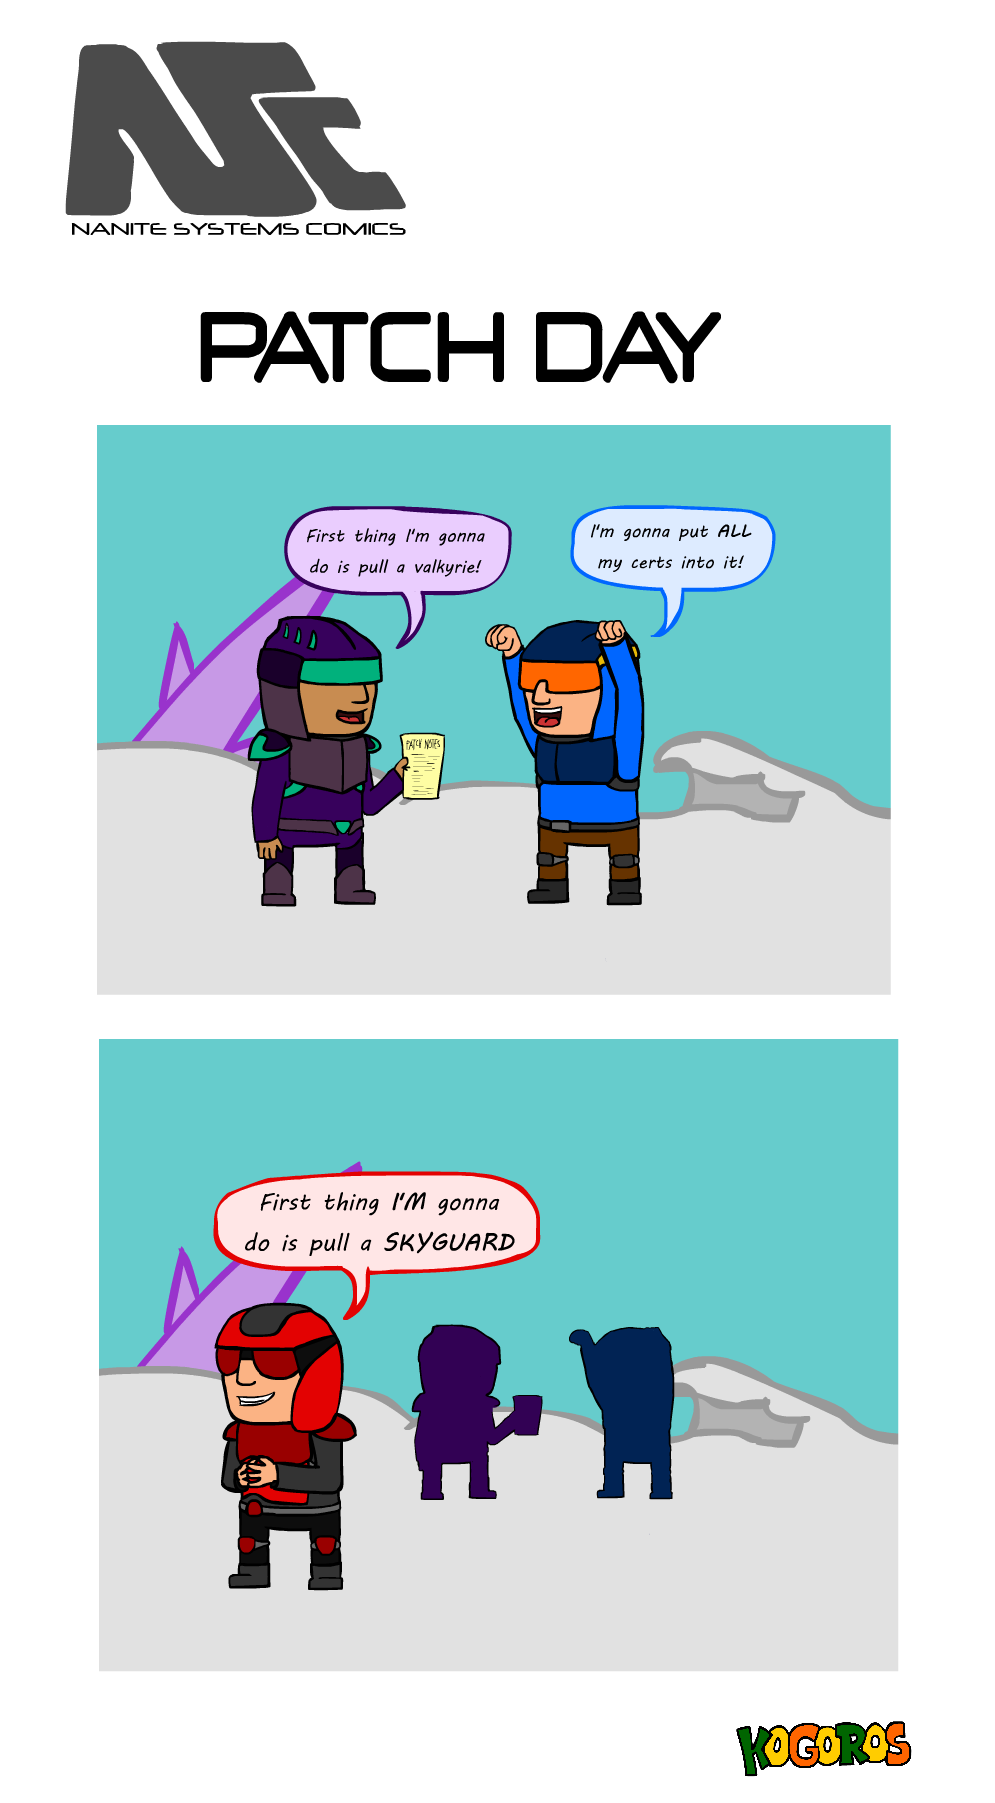 NSC
NANITE SYSTEMS COMICS
PATCH DAY
First thing I'm gonna
do is pull a valkyrie!
I'm gonna put ALL
my certs into it!
PATCH NOTES
First thing I'M gonna
do is pull a SKYGUARD
KOGOROS